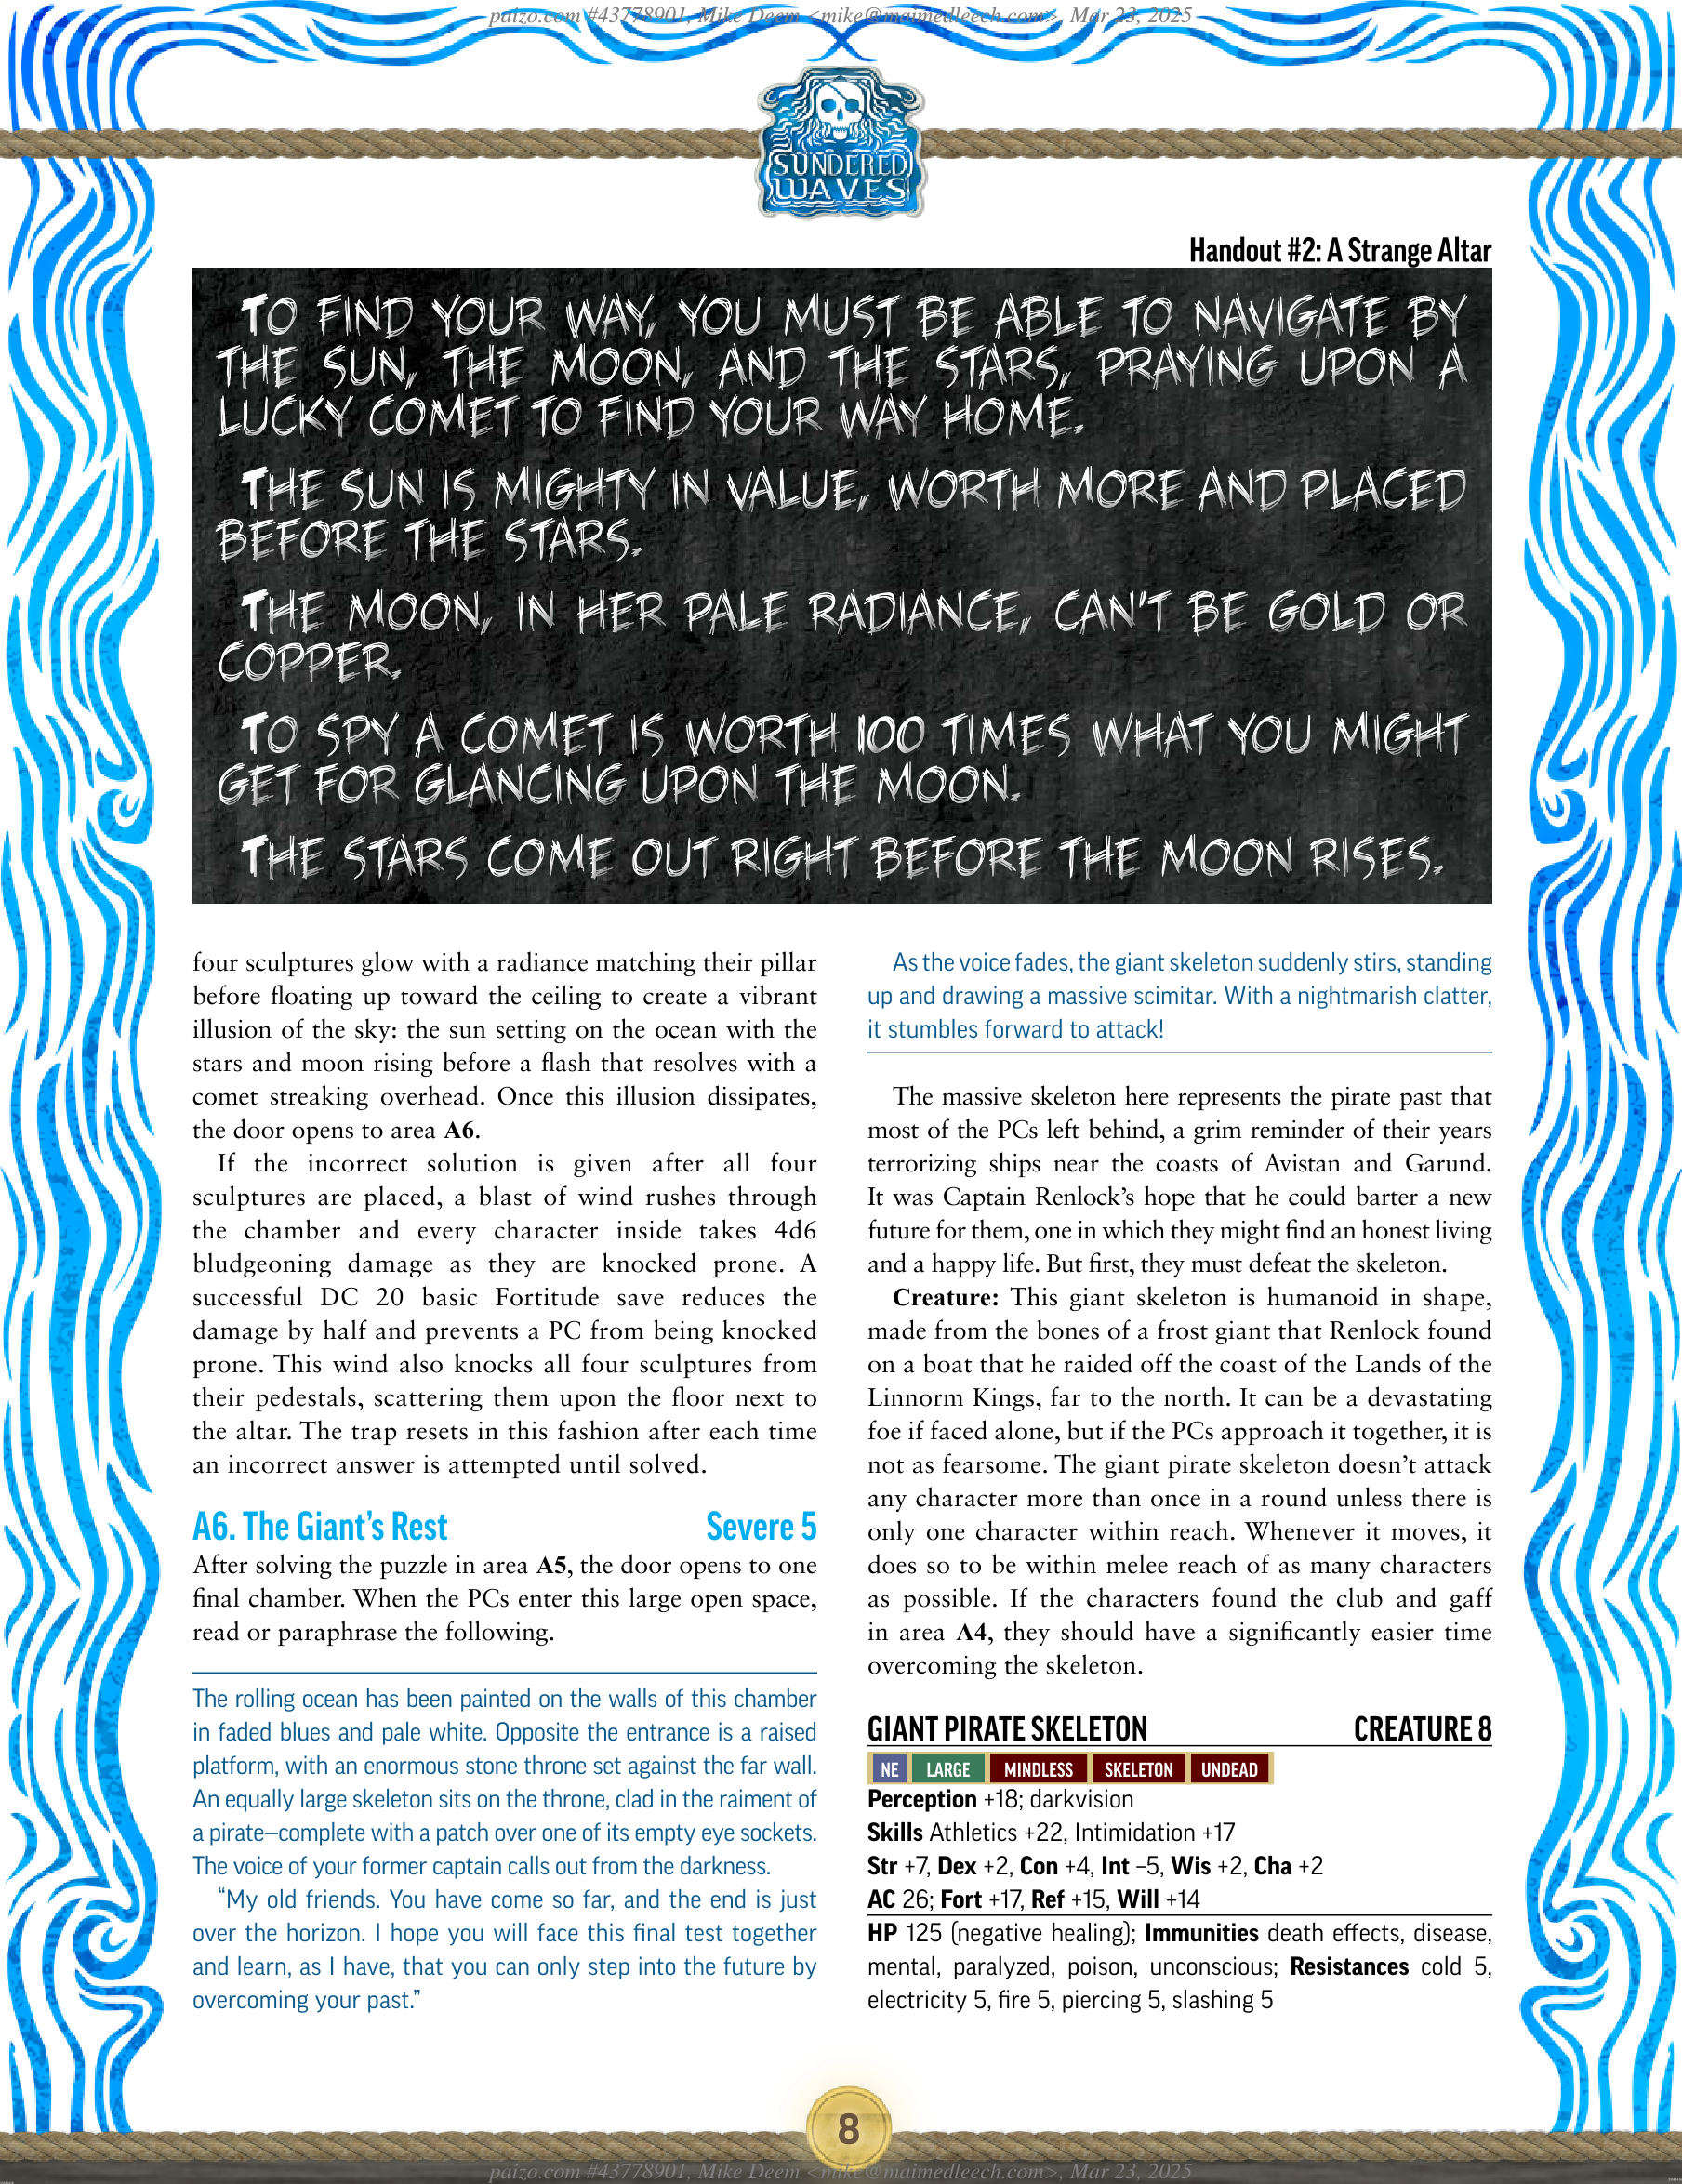 paizo.com #43778901, Mike Deem <mike@maimedleech.com>, Mar 23, 2025
SUNDERED
WAVES
Handout #2: A Strange Altar
TO FIND YOUR WAY, YOU MUST BE ABLE TO NAVIGATE BY
THE SUN, THE MOON, AND THE STARS, PRAYING UPON A
LUCKY COMET TO FIND YOUR WAY HOME.
THE SUN IS MIGHTY IN VALUE, WORTH MORE AND PLACED
BEFORE THE STARS.
THE MOON, IN HER PALE RADIANCE, CAN'T BE GOLD OR
COPPER.
TO SPY A COMET IS WORTH 100 TIMES WHAT YOU MIGHT
GET FOR GLANCING UPON THE MOON.
THE STARS COME OUT RIGHT BEFORE THE MOON RISES.
four sculptures glow with a radiance matching their pillar
before floating up toward the ceiling to create a vibrant
illusion of the sky: the sun setting on the ocean with the
stars and moon rising before a flash that resolves with a
comet streaking overhead. Once this illusion dissipates,
the door opens to area A6.
If the incorrect solution is given after all four
sculptures are placed, a blast of wind rushes through
the chamber and every character inside takes 4d6
bludgeoning damage as they are knocked prone. A
successful DC 20 basic Fortitude save reduces the
damage by half and prevents a PC from being knocked
prone. This wind also knocks all four sculptures from
their pedestals, scattering them upon the floor next to
the altar. The trap resets in this fashion after each time
an incorrect answer is attempted until solved.
A6. The Giant's Rest Severe 5
After solving the puzzle in area A5, the door opens to one
final chamber. When the PCs enter this large open space,
read or paraphrase the following.
The rolling ocean has been painted on the walls of this chamber
in faded blues and pale white. Opposite the entrance is a raised
platform, with an enormous stone throne set against the far wall.
An equally large skeleton sits on the throne, clad in the raiment of
a pirate—complete with a patch over one of its empty eye sockets.
The voice of your former captain calls out from the darkness.
“My old friends. You have come so far, and the end is just
over the horizon. I hope you will face this final test together
and learn, as I have, that you can only step into the future by
overcoming your past.”
As the voice fades, the giant skeleton suddenly stirs, standing
up and drawing a massive scimitar. With a nightmarish clatter,
it stumbles forward to attack!
The massive skeleton here represents the pirate past that
most of the PCs left behind, a grim reminder of their years
terrorizing ships near the coasts of Avistan and Garund.
It was Captain Renlock’s hope that he could barter a new
future for them, one in which they might find an honest living
and a happy life. But first, they must defeat the skeleton.
Creature: This giant skeleton is humanoid in shape,
made from the bones of a frost giant that Renlock found
on a boat that he raided off the coast of the Lands of the
Linnorm Kings, far to the north. It can be a devastating
foe if faced alone, but if the PCs approach it together, it is
not as fearsome. The giant pirate skeleton doesn’t attack
any character more than once in a round unless there is
only one character within reach. Whenever it moves, it
does so to be within melee reach of as many characters
as possible. If the characters found the club and gaff
in area A4, they should have a significantly easier time
overcoming the skeleton.
GIANT PIRATE SKELETON CREATURE 8
NE LARGE MINDLESS SKELETON UNDEAD
Perception +18; darkvision
Skills Athletics +22, Intimidation +17
Str +7, Dex +2, Con +4, Int –5, Wis +2, Cha +2
AC 26; Fort +17, Ref +15, Will +14
HP 125 (negative healing); Immunities death effects, disease,
mental, paralyzed, poison, unconscious; Resistances cold 5,
electricity 5, fire 5, piercing 5, slashing 5
8
paizo.com #43778901, Mike Deem <mike@maimedleech.com>, Mar 23, 2025